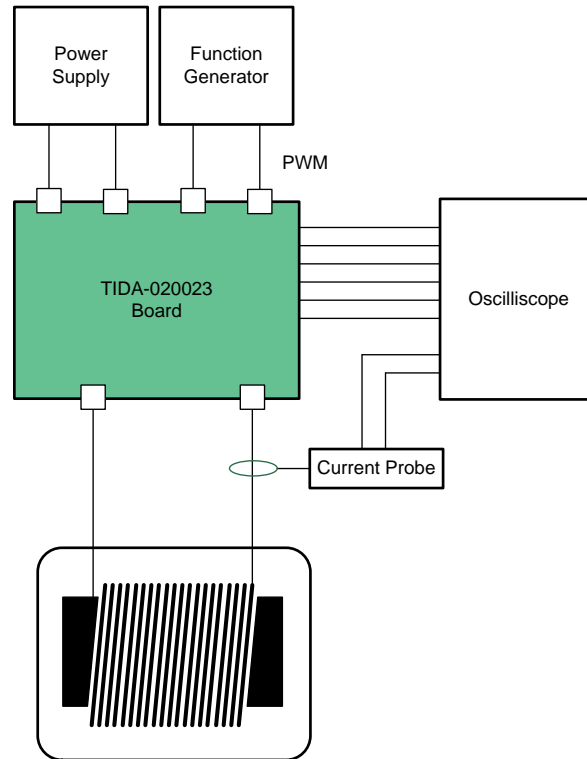 Power
Supply
Function
Generator
PWM
TIDA-020023
Board
Oscilliscope
Current Probe